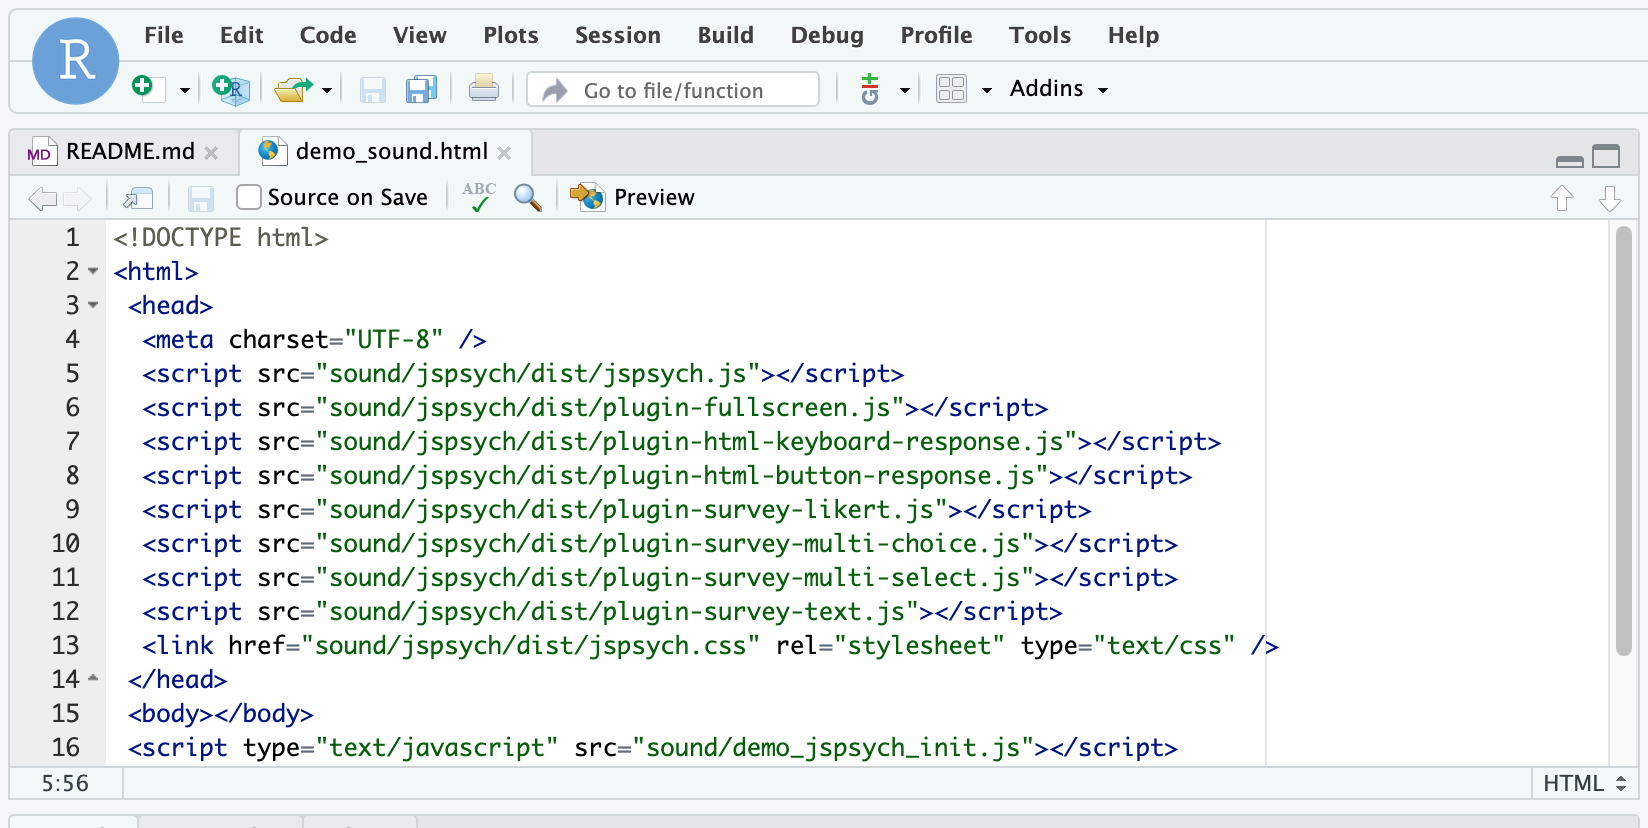 R
File Edit Code View Plots Session Build Debug Profile Tools Help
R Go to file/function G Addins
MD README.md demo_sound.html
Source on Save ABC Preview
1 <!DOCTYPE html>
2 <html>
3 <head>
4 <meta charset="UTF-8" />
5 <script src="sound/jspsych/dist/jspsych.js"></script>
6 <script src="sound/jspsych/dist/plugin-fullscreen.js"></script>
7 <script src="sound/jspsych/dist/plugin-html-keyboard-response.js"></script>
8 <script src="sound/jspsych/dist/plugin-html-button-response.js"></script>
9 <script src="sound/jspsych/dist/plugin-survey-likert.js"></script>
10 <script src="sound/jspsych/dist/plugin-survey-multi-choice.js"></script>
11 <script src="sound/jspsych/dist/plugin-survey-multi-select.js"></script>
12 <script src="sound/jspsych/dist/plugin-survey-text.js"></script>
13 <link href="sound/jspsych/dist/jspsych.css" rel="stylesheet" type="text/css" />
14 </head>
15 <body></body>
16 <script type="text/javascript" src="sound/demo_jspsych_init.js"></script>
5:56 HTML